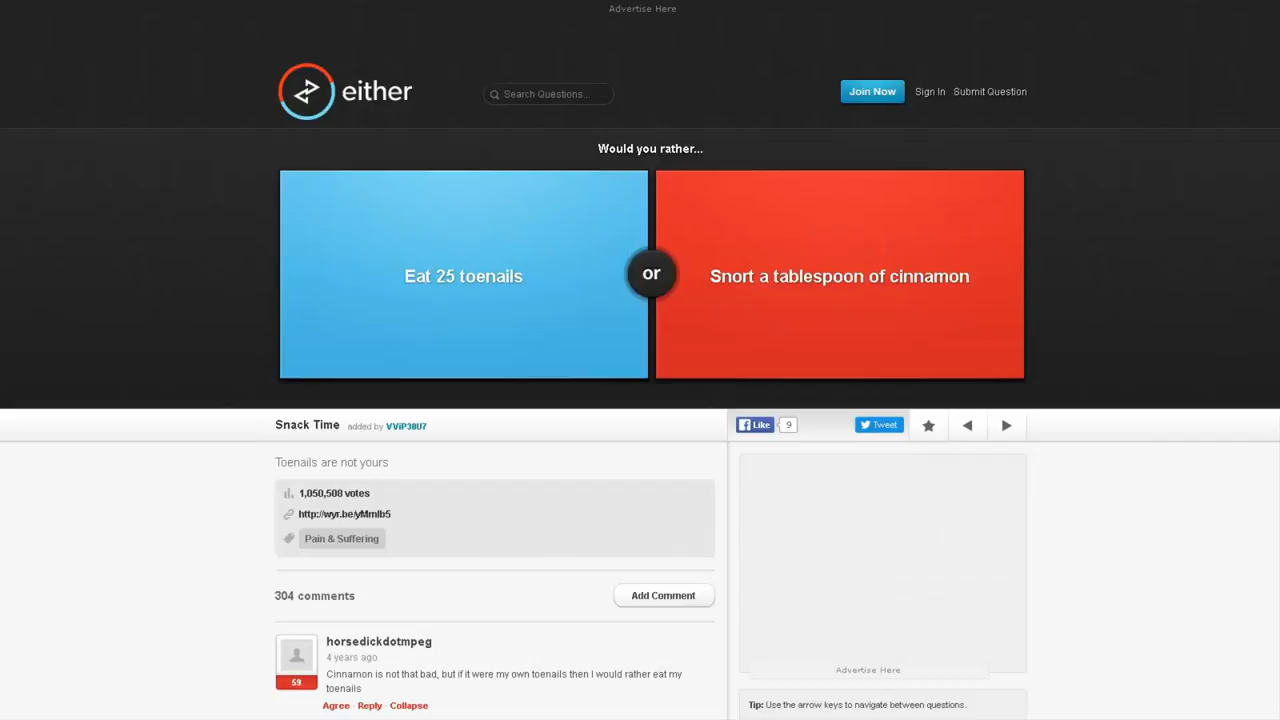 Advertise Here
either
Search Questions...
Join Now
Sign In
Submit Question
Would you rather...
Eat 25 toenails
or
Snort a tablespoon of cinnamon
Snack Time added by VViP30U7
Like 9
Tweet
Toenails are not yours
1,050,508 votes
http://wyr.be/yMmIb5
Pain & Suffering
304 comments
Add Comment
horsedickdotmpeg
4 years ago
59
Cinnamon is not that bad, but if it were my own toenails then I would rather eat my
toenails
Agree · Reply · Collapse
Advertise Here
Tip: Use the arrow keys to navigate between questions.